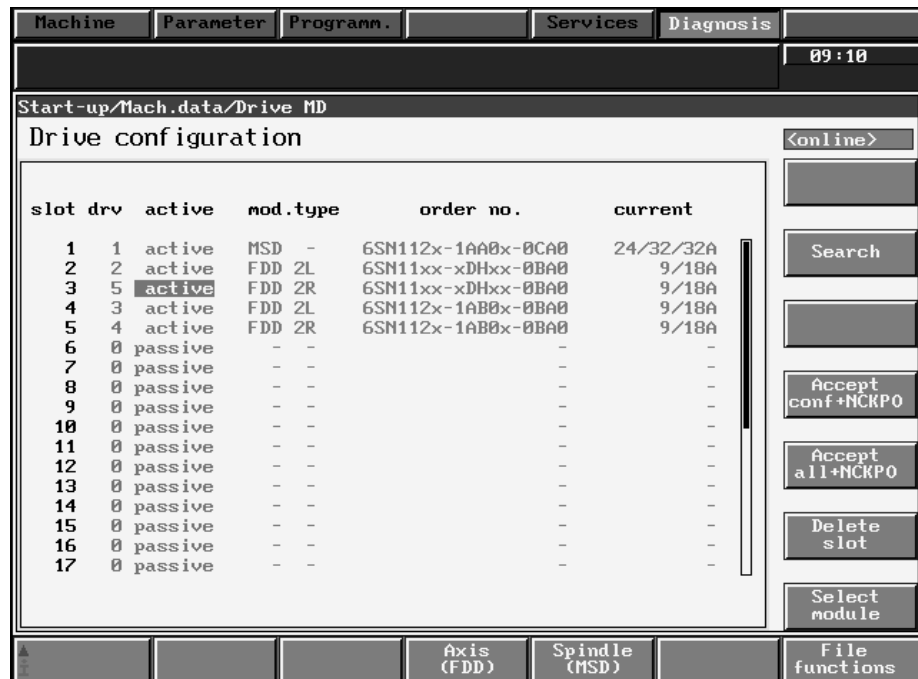 Machine Parameter Programm. Services Diagnosis
09:10
Start-up/Mach.data/Drive MD
Drive configuration
<online>
slot drv active mod.type order no. current
1 1 active MSD - 6SN112x-1AA0x-0CA0 24/32/32A
2 2 active FDD 2L 6SN11xx-xDHxx-0BA0 9/18A
3 5 active FDD 2R 6SN11xx-xDHxx-0BA0 9/18A
4 3 active FDD 2L 6SN112x-1AB0x-0BA0 9/18A
5 4 active FDD 2R 6SN112x-1AB0x-0BA0 9/18A
6 0 passive - - - -
7 0 passive - - - -
8 0 passive - - - -
9 0 passive - - - -
10 0 passive - - - -
11 0 passive - - - -
12 0 passive - - - -
13 0 passive - - - -
14 0 passive - - - -
15 0 passive - - - -
16 0 passive - - - -
17 0 passive - - - -
Search
Accept
conf+NCKPO
Accept
all+NCKPO
Delete
slot
Select
module
Axis
(FDD)
Spindle
(MSD)
File
functions